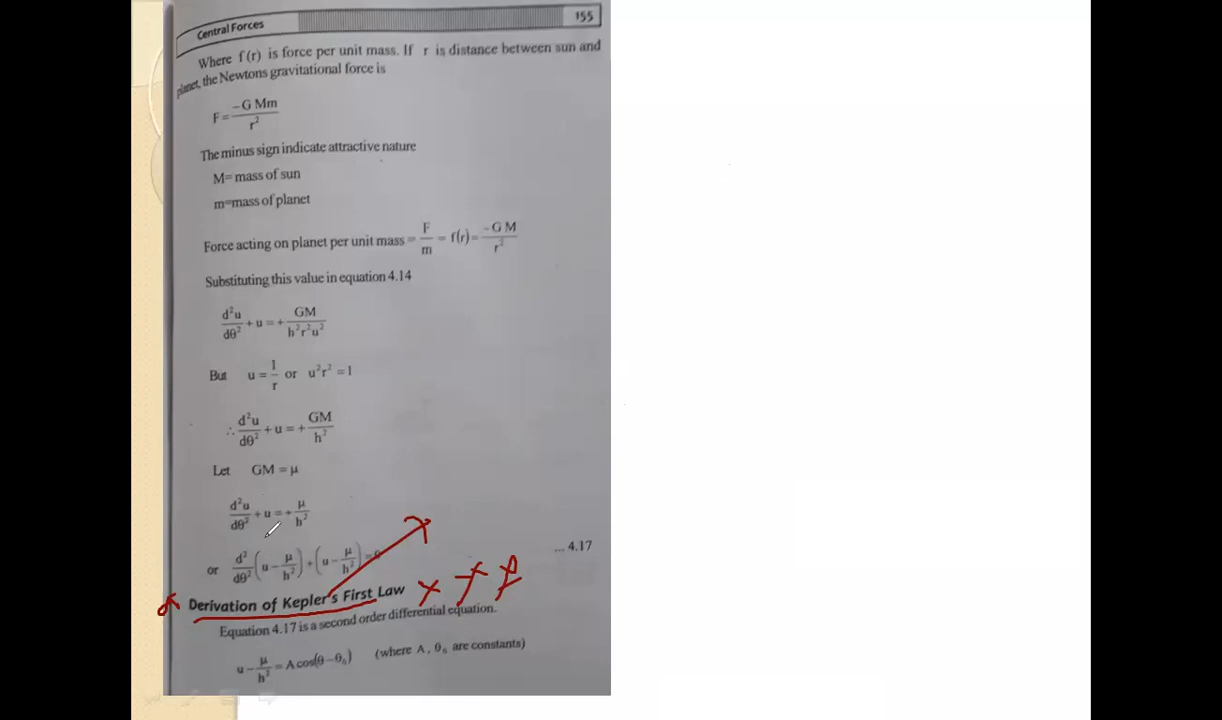 Central Forces
155
Where f(r) is force per unit mass. If r is distance between sun and
planet, the Newtons gravitational force is
F = -G Mm / r²
The minus sign indicate attractive nature
M= mass of sun
m=mass of planet
Force acting on planet per unit mass = F/m = f(r) = -G M / r²
Substituting this value in equation 4.14
d²u/dθ² + u = + GM / h²r²u²
But u = 1/r or u²r² = 1
∴ d²u/dθ² + u = + GM / h²
Let GM = μ
d²u/dθ² + u = + μ/h²
or d²/dθ² (u - μ/h²) + (u - μ/h²) = 0 ... 4.17
Derivation of Kepler's First Law
Equation 4.17 is a second order differential equation.
u - μ/h² = A cos(θ-θ₀) (where A, θ₀ are constants)